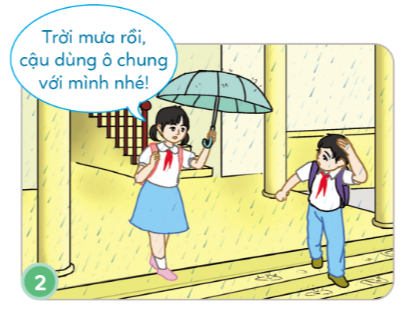 Trời mưa rồi,
cậu dùng ô chung
với mình nhé!
2